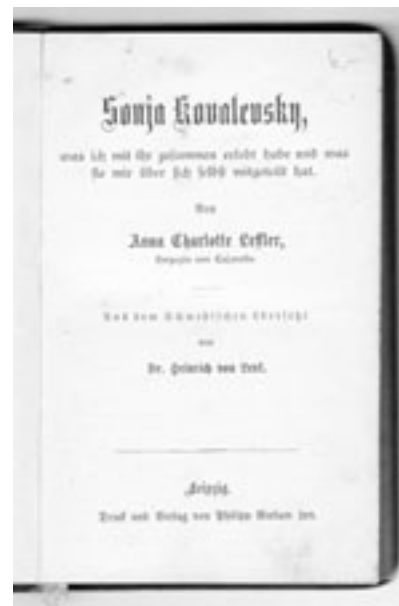 Sonja Kovalevsky,
was ich mit ihr zusammen erlebt habe und was
sie mir über sich selbst mitgeteilt hat.
Von
Anna Charlotte Leffler,
Herzogin von Cajanello.
Aus dem Schwedischen übersetzt
von
Dr. Heinrich von Lenk.
Leipzig.
Druck und Verlag von Philipp Reclam jun.